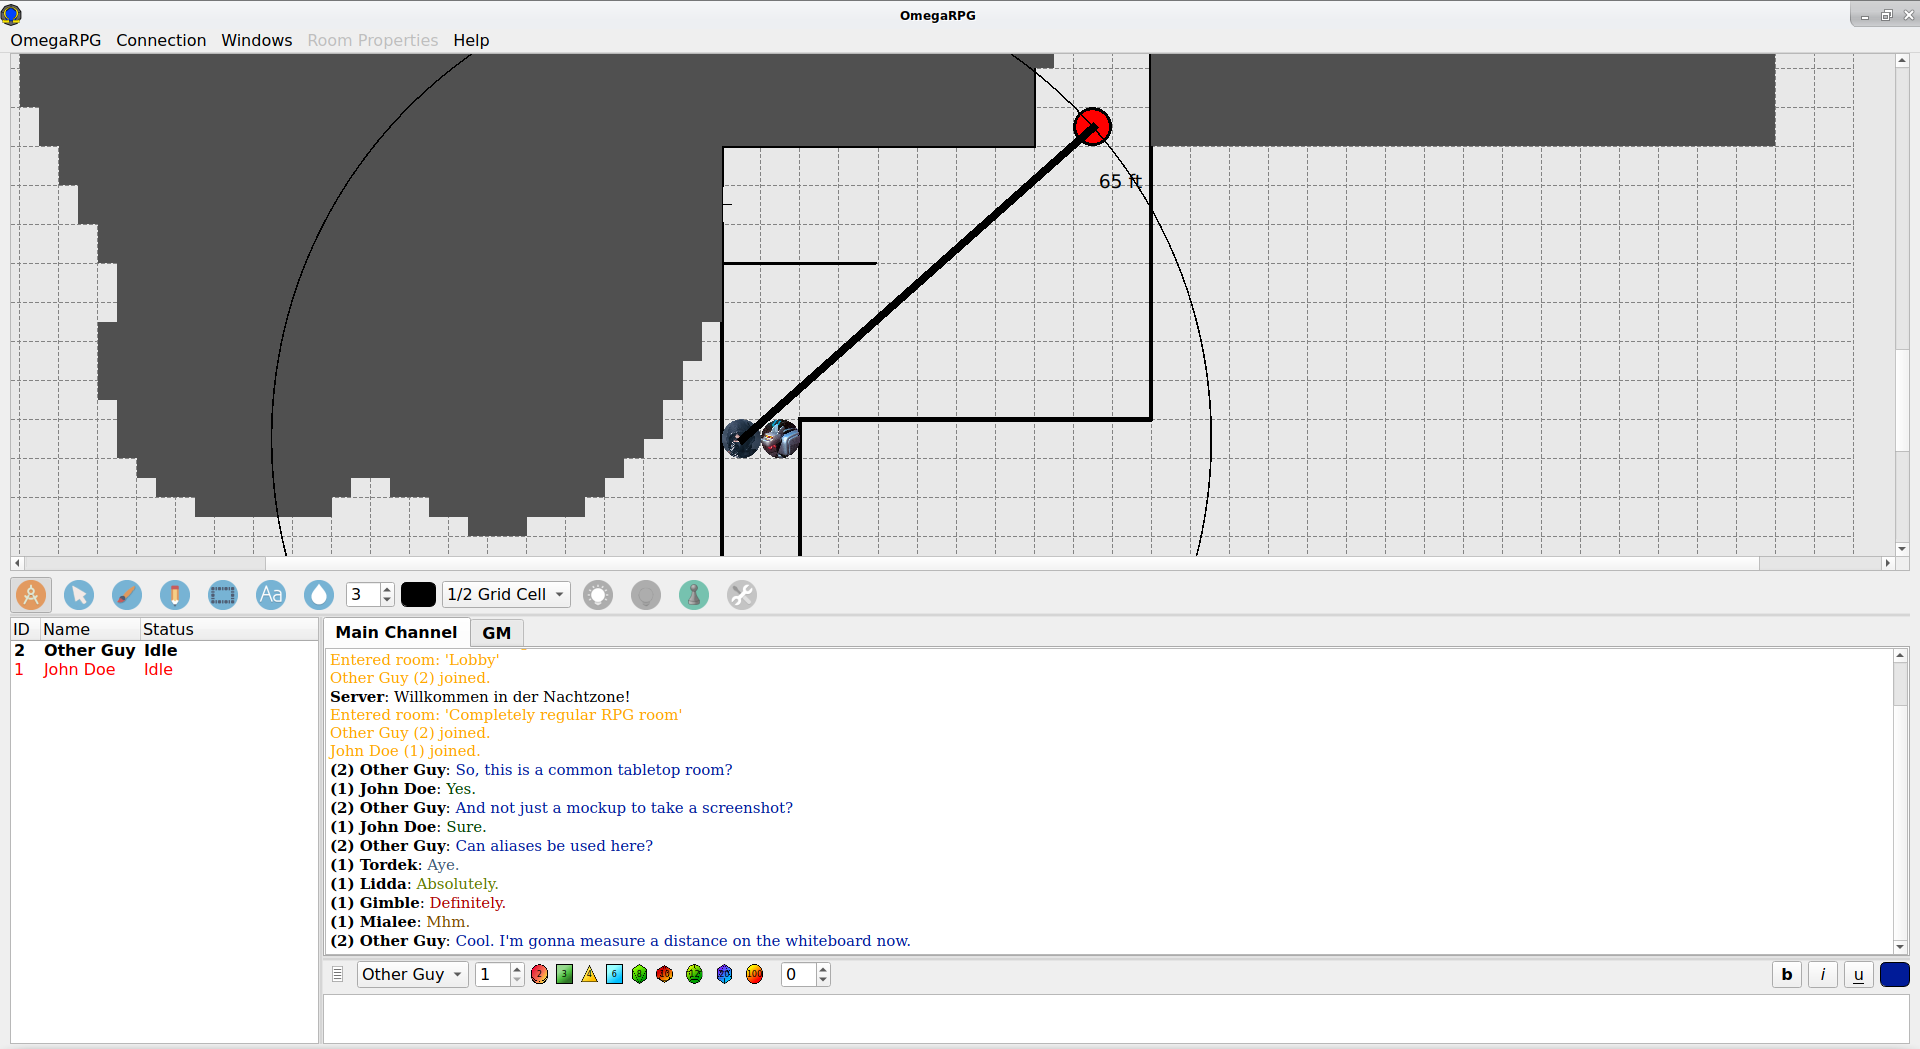 OmegaRPG
OmegaRPG Connection Windows Room Properties Help
65 ft
Aa 3 1/2 Grid Cell
ID Name Status
2 Other Guy Idle
1 John Doe Idle
Main Channel GM
Entered room: 'Lobby'
Other Guy (2) joined.
Server: Willkommen in der Nachtzone!
Entered room: 'Completely regular RPG room'
Other Guy (2) joined.
John Doe (1) joined.
(2) Other Guy: So, this is a common tabletop room?
(1) John Doe: Yes.
(2) Other Guy: And not just a mockup to take a screenshot?
(1) John Doe: Sure.
(2) Other Guy: Can aliases be used here?
(1) Tordek: Aye.
(1) Lidda: Absolutely.
(1) Gimble: Definitely.
(1) Mialee: Mhm.
(2) Other Guy: Cool. I'm gonna measure a distance on the whiteboard now.
Other Guy 1 2 3 4 6 8 10 12 20 100 0 b i u